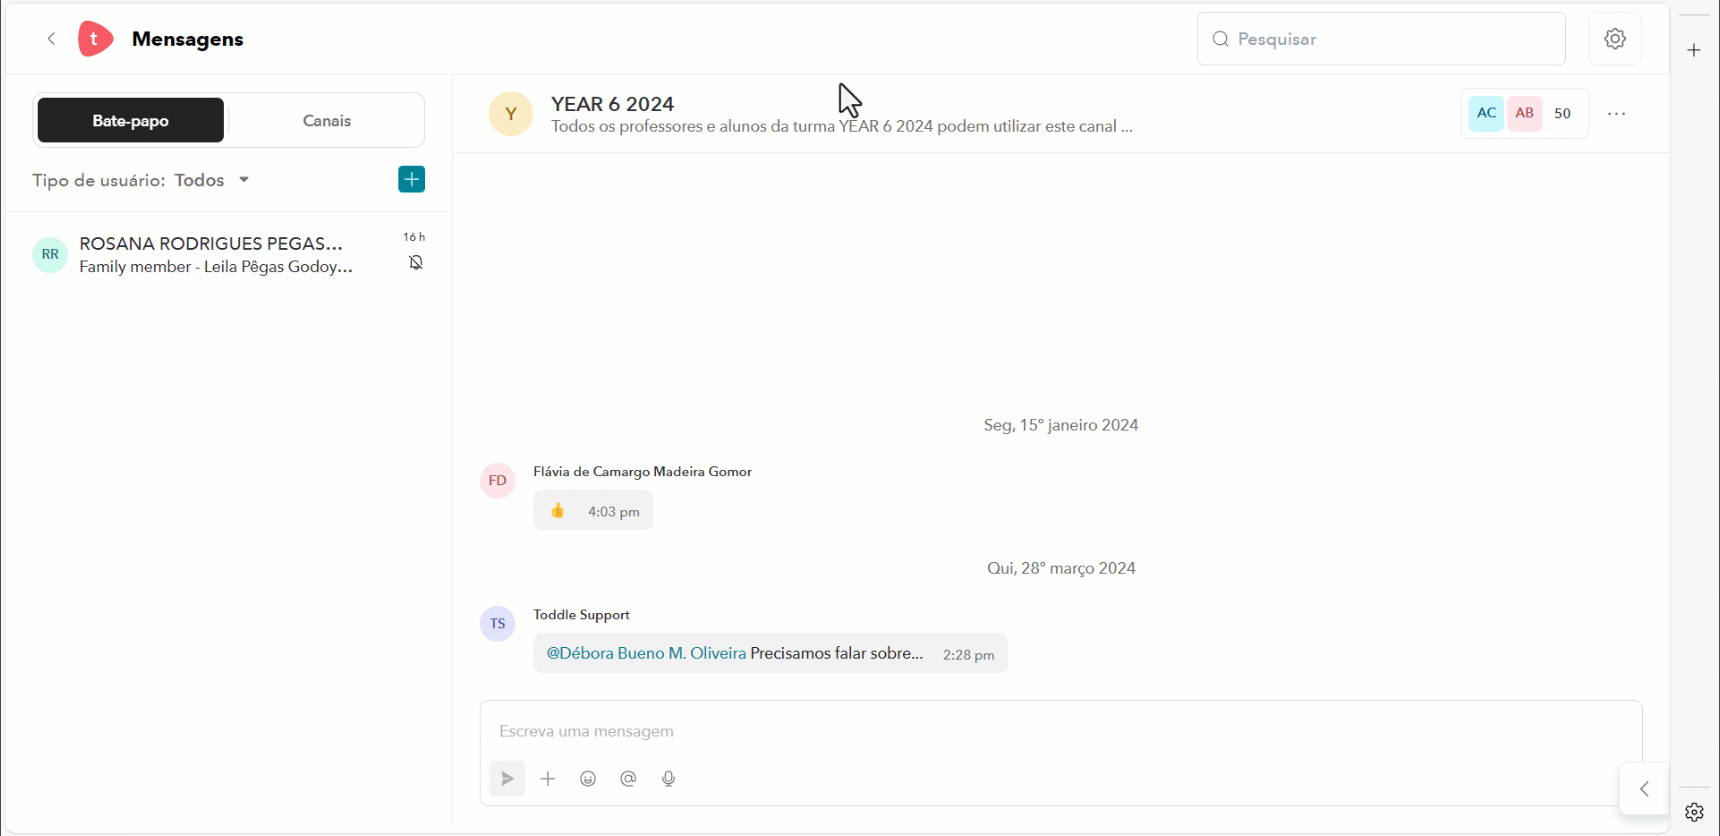 t
Mensagens
Pesquisar
Bate-papo
Canais
Tipo de usuário: Todos
RR
ROSANA RODRIGUES PEGAS...
16 h
Family member - Leila Pêgas Godoy...
Y
YEAR 6 2024
Todos os professores e alunos da turma YEAR 6 2024 podem utilizar este canal ...
AC
AB
50
Seg, 15° janeiro 2024
FD
Flávia de Camargo Madeira Gomor
👍 4:03 pm
Qui, 28° março 2024
TS
Toddle Support
@Débora Bueno M. Oliveira Precisamos falar sobre... 2:28 pm
Escreva uma mensagem